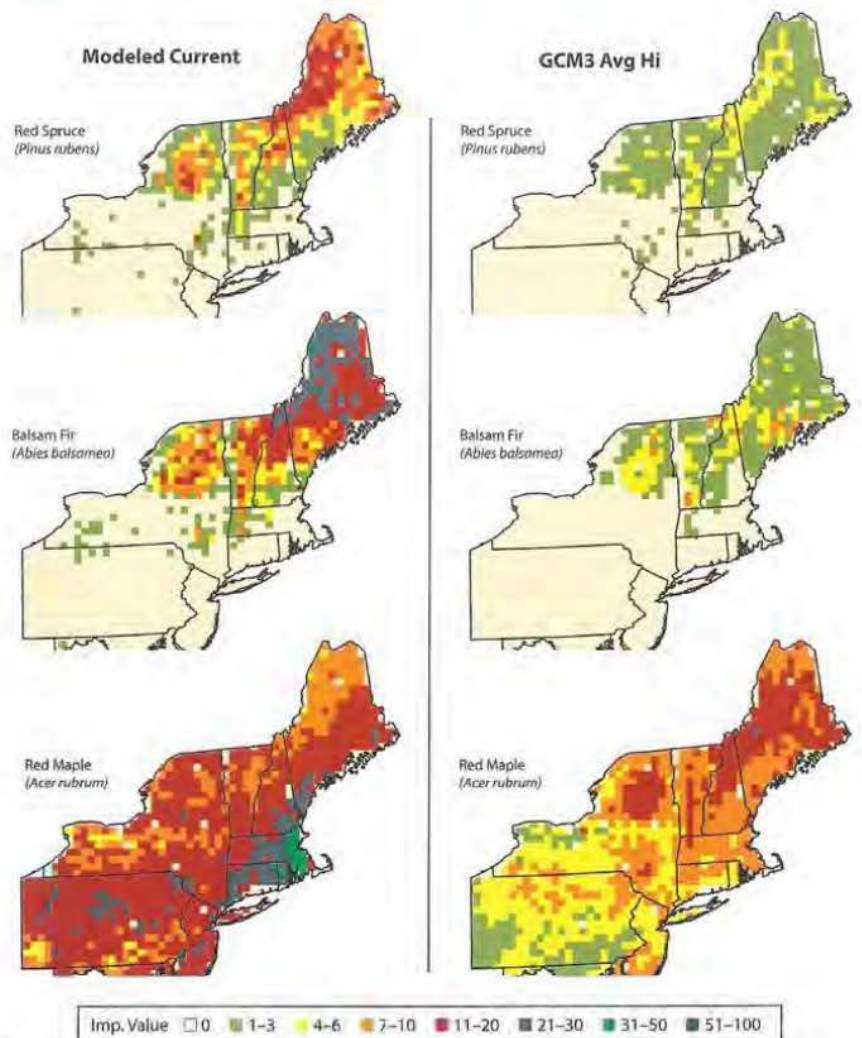 Modeled Current
GCM3 Avg Hi
Red Spruce
(Pinus rubens)
Red Spruce
(Pinus rubens)
Balsam Fir
(Abies balsamea)
Balsam Fir
(Abies balsamea)
Red Maple
(Acer rubrum)
Red Maple
(Acer rubrum)
Imp. Value 0 1–3 4–6 7–10 11–20 21–30 31–50 51–100